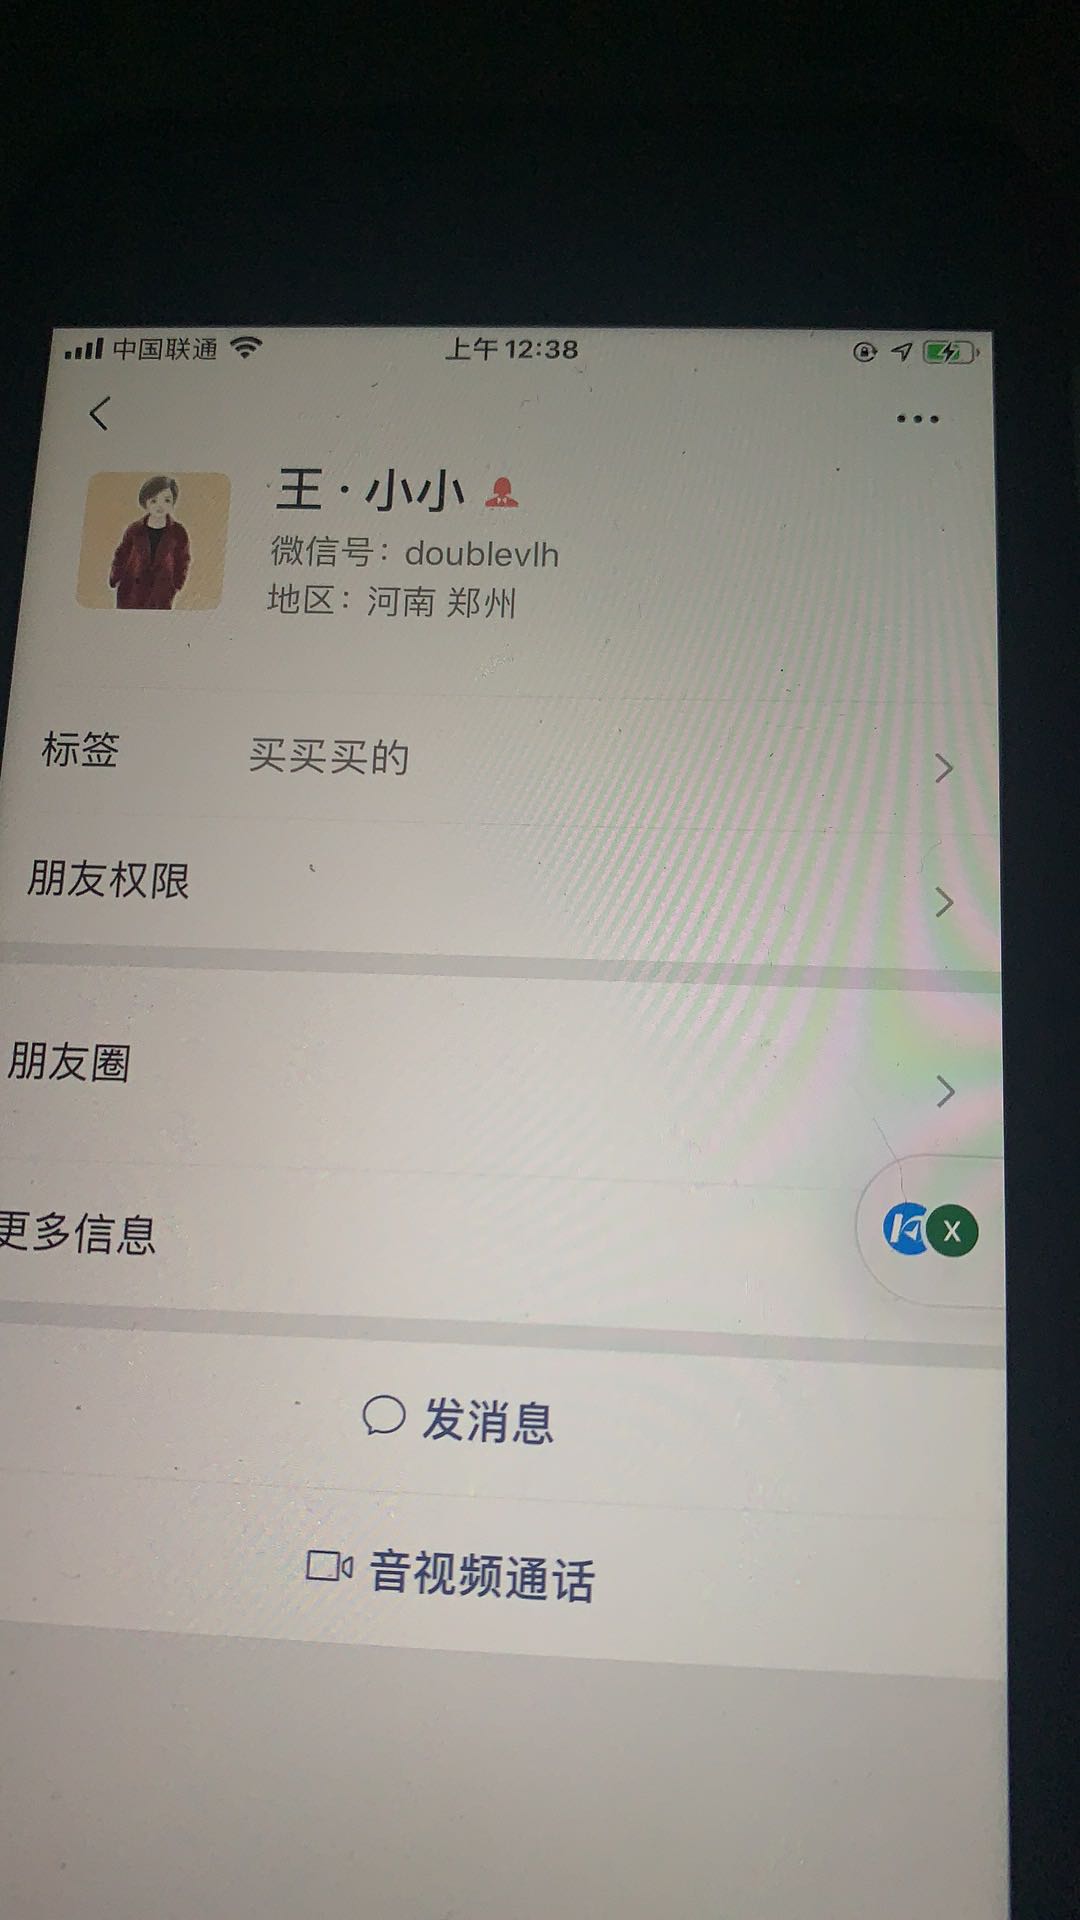 中国联通
上午12:38
王·小小
微信号：doublevlh
地区：河南 郑州
标签 买买买的
朋友权限
朋友圈
更多信息
X
发消息
音视频通话